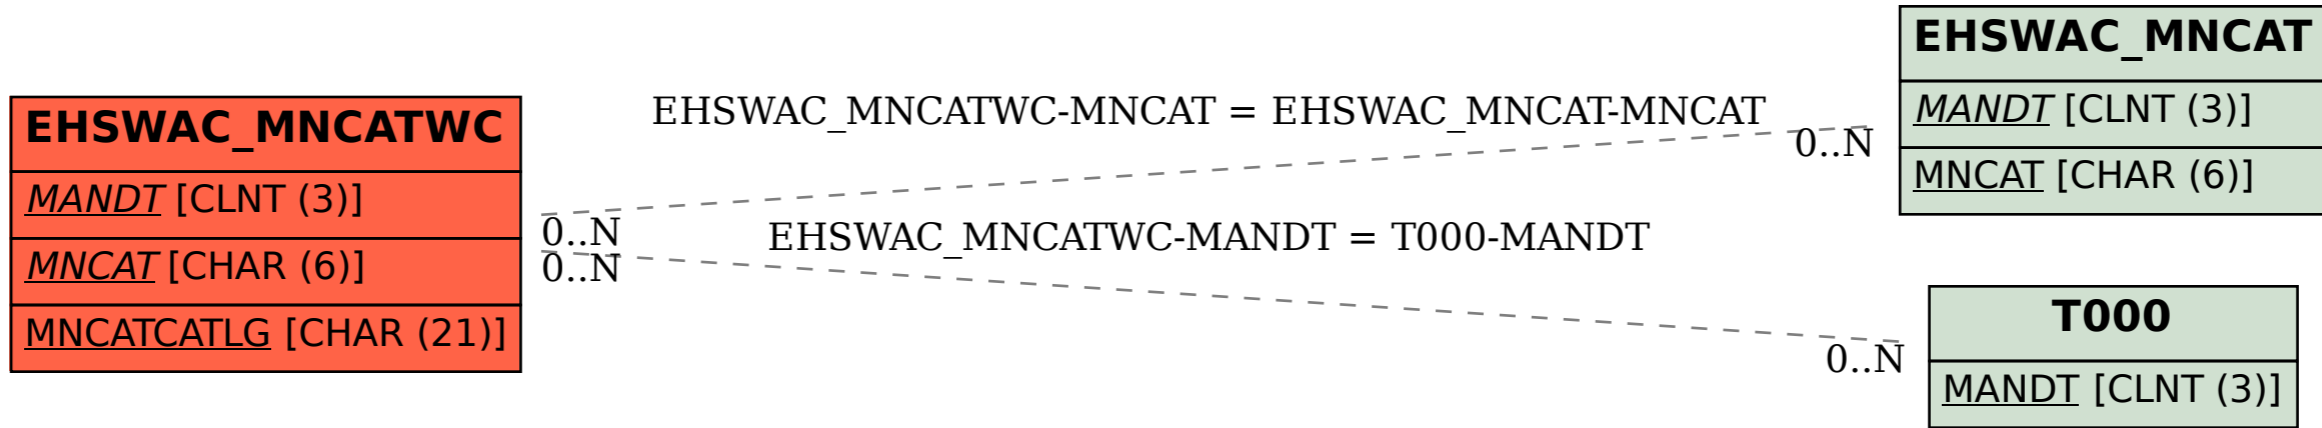 EHSWAC_MNCATWC
MANDT [CLNT (3)]
MNCAT [CHAR (6)]
MNCATCATLG [CHAR (21)]
EHSWAC_MNCATWC-MNCAT = EHSWAC_MNCAT-MNCAT
0..N
0..N
EHSWAC_MNCATWC-MANDT = T000-MANDT
0..N
0..N
EHSWAC_MNCAT
MANDT [CLNT (3)]
MNCAT [CHAR (6)]
T000
MANDT [CLNT (3)]